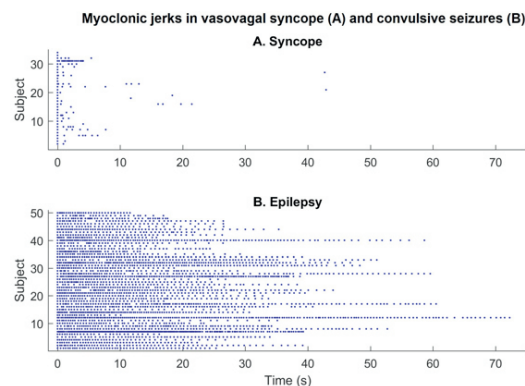 Myoclonic jerks in vasovagal syncope (A) and convulsive seizures (B)
A. Syncope
30
20
10
Subject
0 10 20 30 40 50 60 70
B. Epilepsy
50
40
30
20
10
Subject
0 10 20 30 40 50 60 70
Time (s)